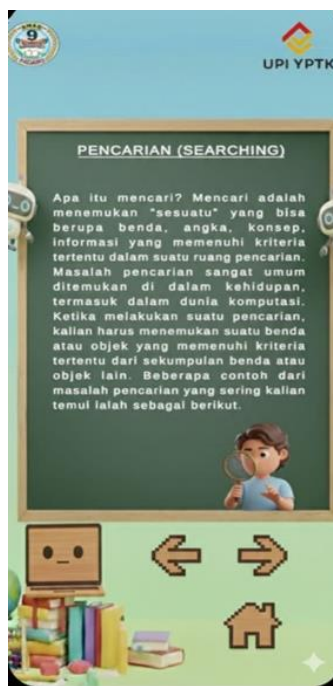 9
UPI YPTK
PENCARIAN (SEARCHING)
Apa itu mencari? Mencari adalah
menemukan "sesuatu" yang bisa
berupa benda, angka, konsep,
informasi yang memenuhi kriteria
tertentu dalam suatu ruang pencarian.
Masalah pencarian sangat umum
ditemukan di dalam kehidupan,
termasuk dalam dunia komputasi.
Ketika melakukan suatu pencarian,
kalian harus menemukan suatu benda
atau objek yang memenuhi kriteria
tertentu dari sekumpulan benda atau
objek lain. Beberapa contoh dari
masalah pencarian yang sering kalian
temui ialah sebagai berikut.